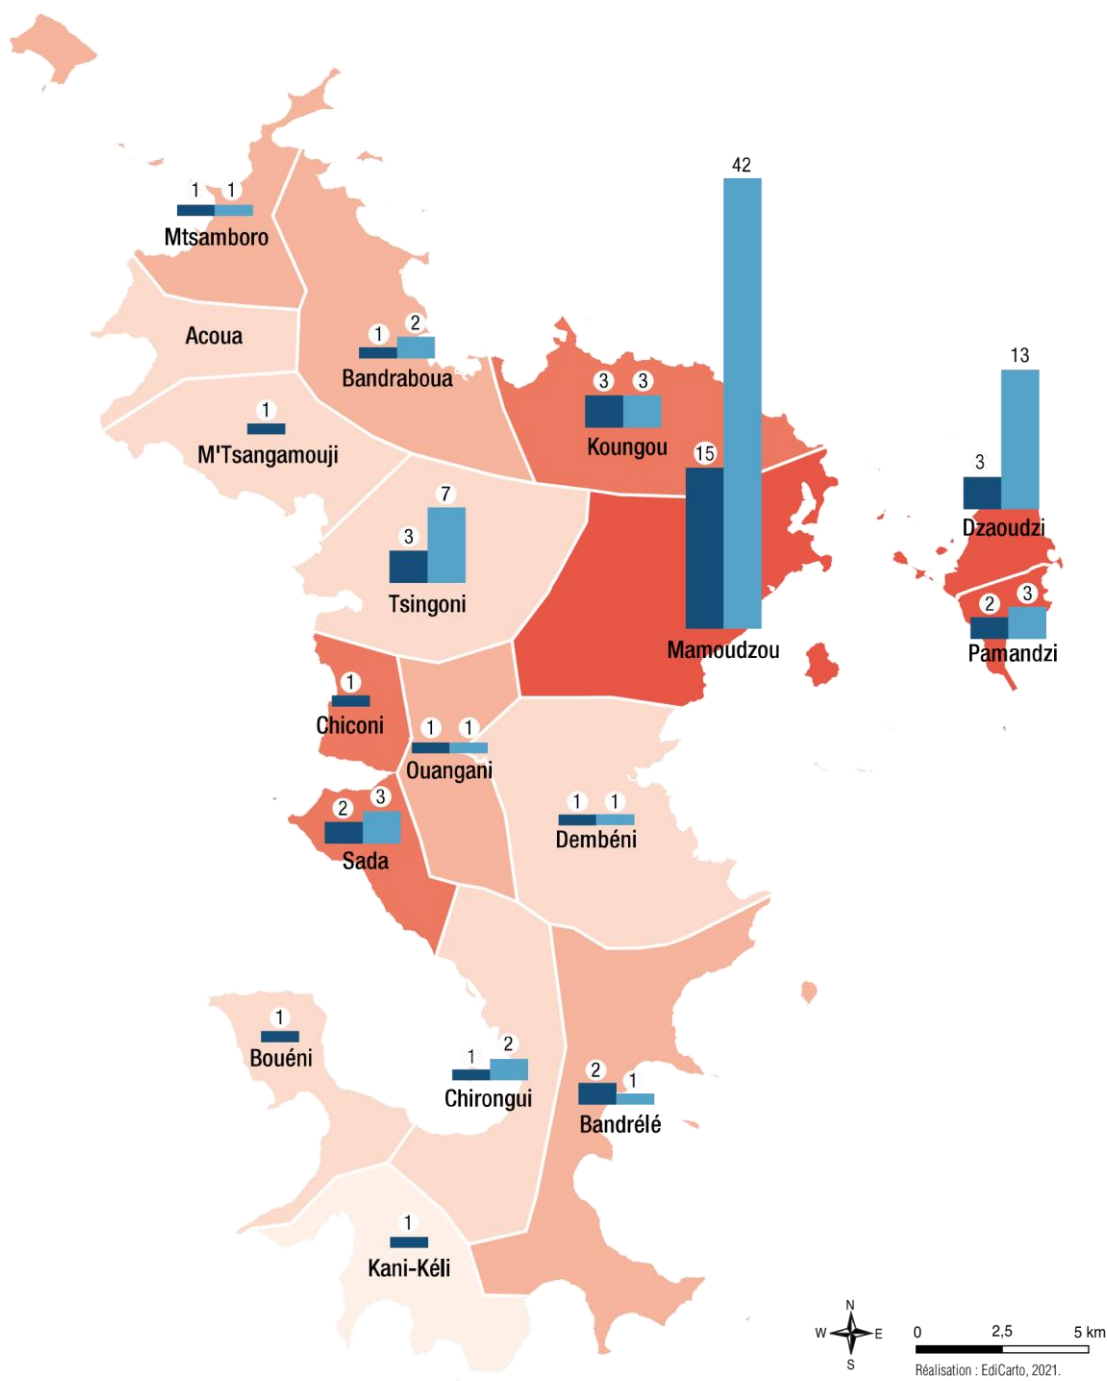 42
1 1
Mtsamboro
13
3
Dzaoudzi
Acoua
1 2
Bandraboua
3 3
Koungou
1
M'Tsangamouji
15
7
3
Tsingoni
2 3
Pamandzi
Mamoudzou
1
Chiconi
1 1
Ouangani
2 3
Sada
1 1
Dembéni
1
Bouéni
1 2
Chirongui
2 1
Bandrélé
1
Kani-Kéli
N
W E
S
0 2,5 5 km
Réalisation : EdiCarto, 2021.